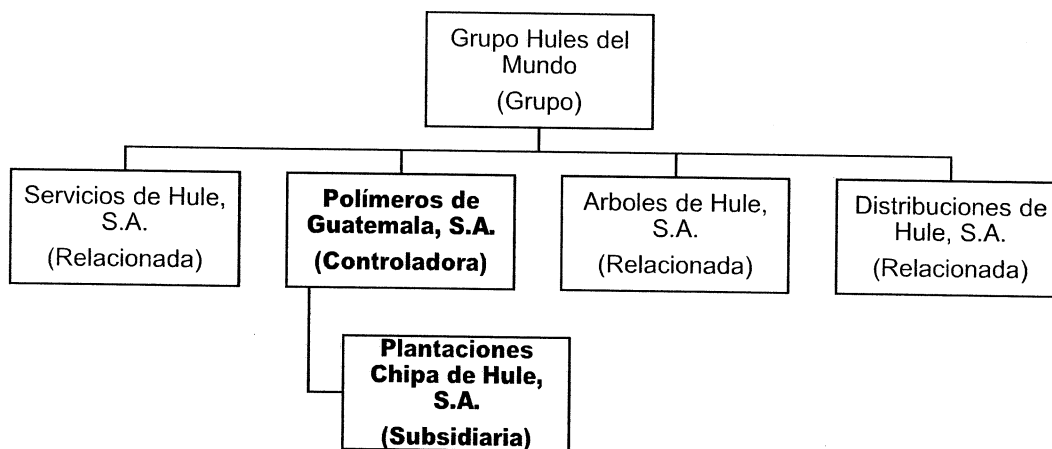 Grupo Hules del
Mundo
(Grupo)
Servicios de Hule,
S.A.
(Relacionada)
Polímeros de
Guatemala, S.A.
(Controladora)
Arboles de Hule,
S.A.
(Relacionada)
Distribuciones de
Hule, S.A.
(Relacionada)
Plantaciones
Chipa de Hule,
S.A.
(Subsidiaria)